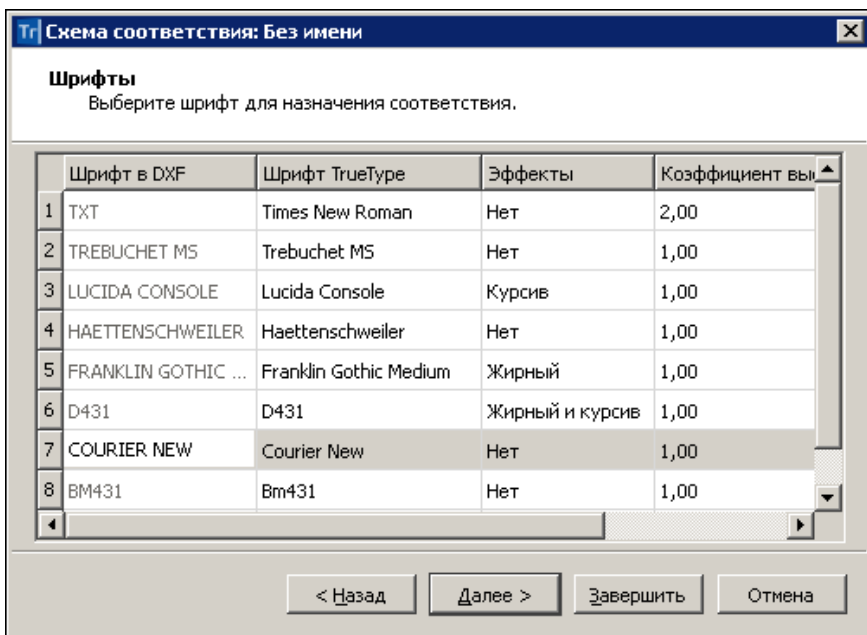 Tr Схема соответствия: Без имени
Шрифты
Выберите шрифт для назначения соответствия.
Шрифт в DXF Шрифт TrueType Эффекты Коэффициент выс
1 TXT Times New Roman Нет 2,00
2 TREBUCHET MS Trebuchet MS Нет 1,00
3 LUCIDA CONSOLE Lucida Console Курсив 1,00
4 HAETTENSCHWEILER Haettenschweiler Нет 1,00
5 FRANKLIN GOTHIC ... Franklin Gothic Medium Жирный 1,00
6 D431 D431 Жирный и курсив 1,00
7 COURIER NEW Courier New Нет 1,00
8 BM431 Bm431 Нет 1,00
< Назад Далее > Завершить Отмена